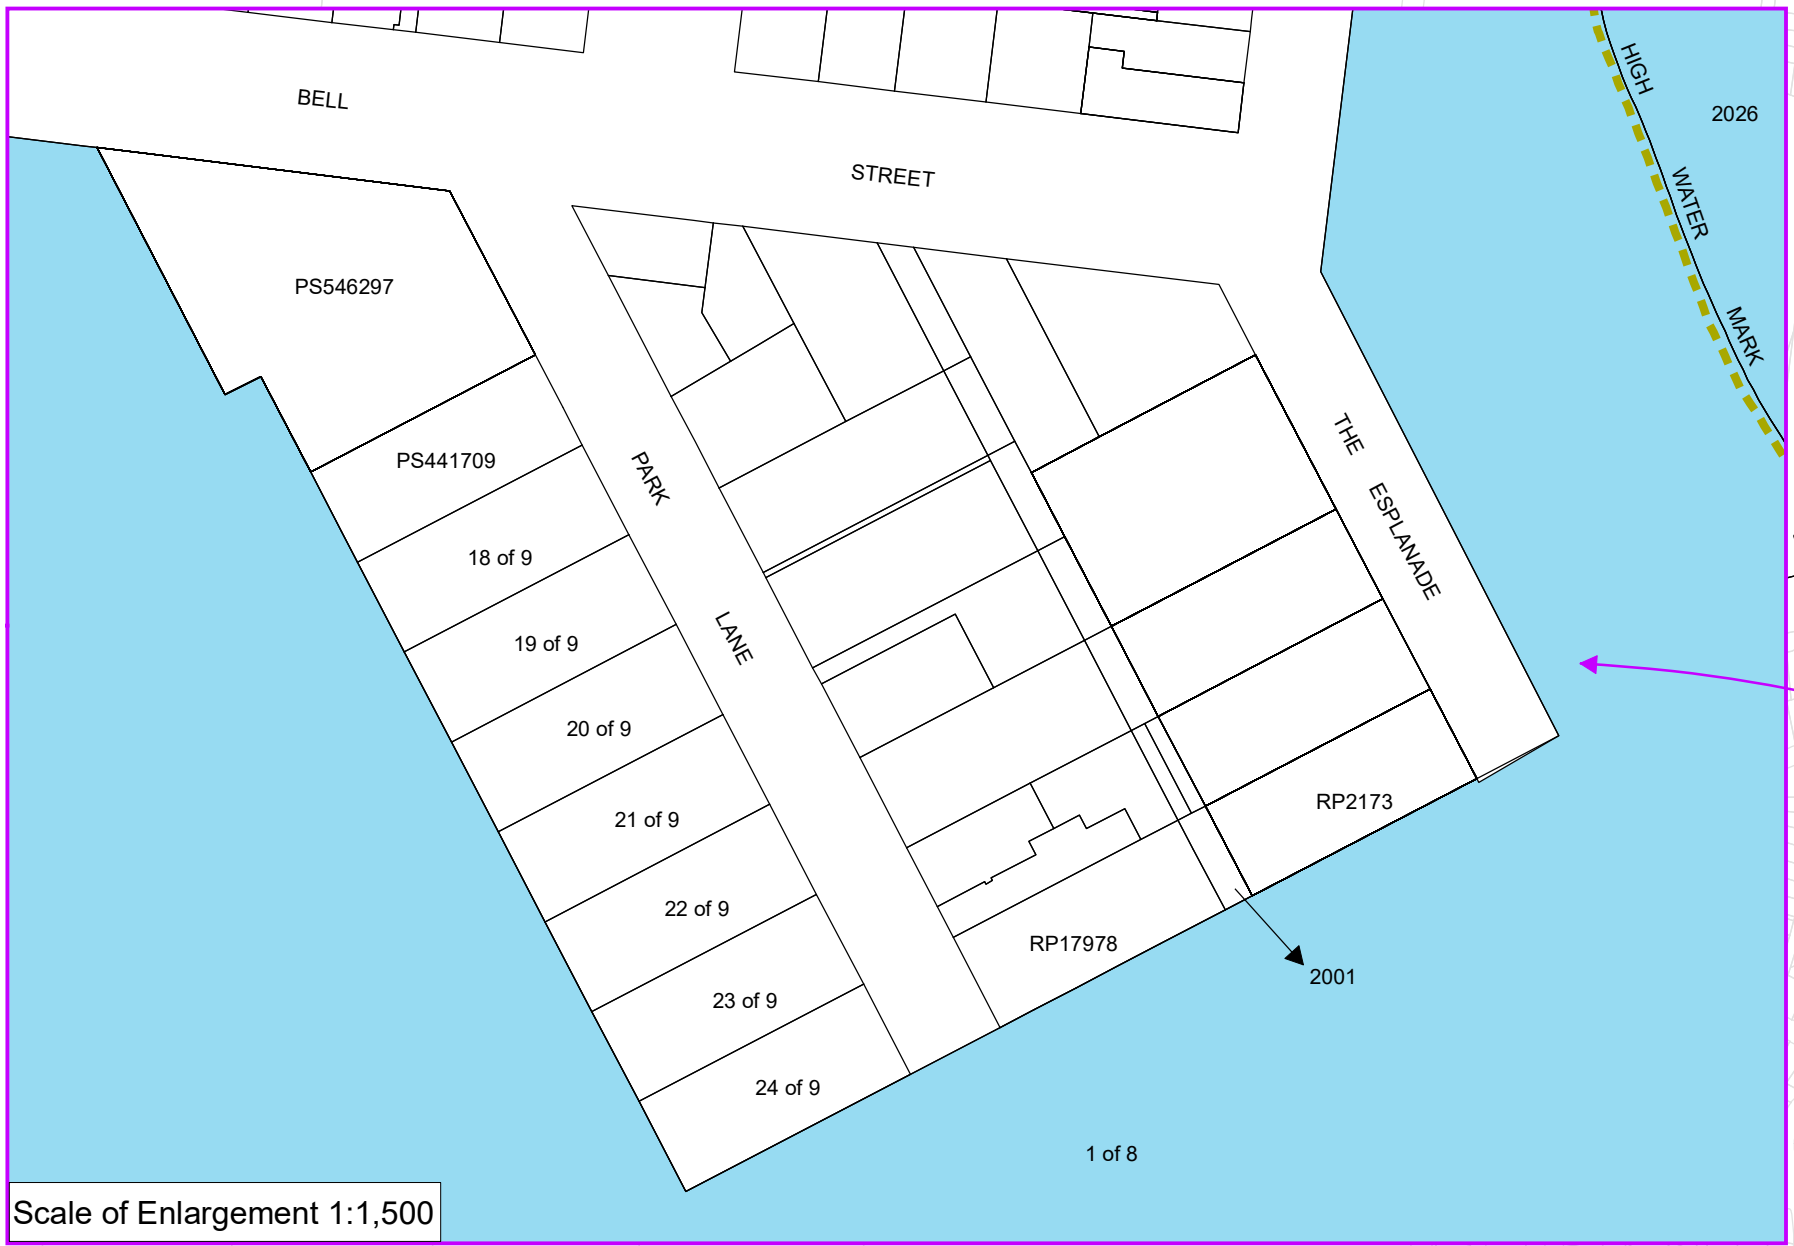 BELL
STREET
HIGH
WATER
MARK
2026
PS546297
PS441709
18 of 9
19 of 9
20 of 9
21 of 9
22 of 9
23 of 9
24 of 9
PARK
LANE
THE
ESPLANADE
RP2173
RP17978
2001
1 of 8
Scale of Enlargement 1:1,500